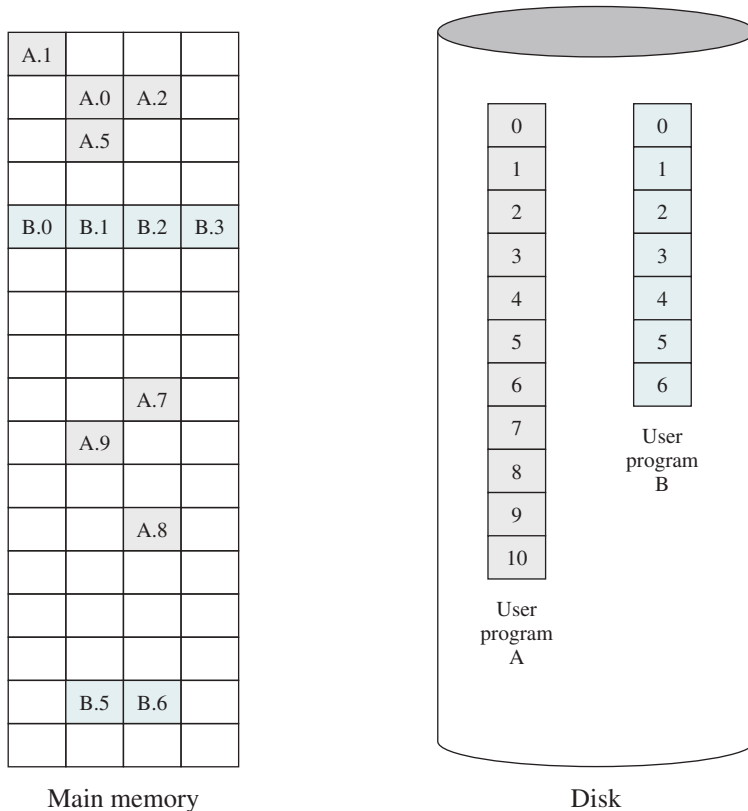 A.1
A.0 A.2
A.5
B.0 B.1 B.2 B.3
A.7
A.9
A.8
B.5 B.6
Main memory
0
1
2
3
4
5
6
7
8
9
10
User
program
A
0
1
2
3
4
5
6
User
program
B
Disk